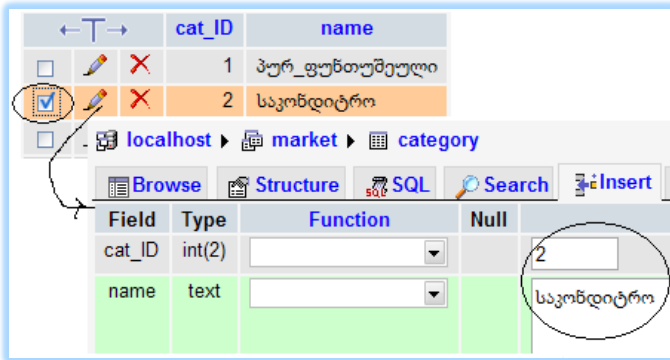 ←T→ cat_ID name
1 პურ_ფუნთუშეული
2 საკონდიტრო
localhost ▸ market ▸ category
Browse Structure SQL Search Insert
Field Type Function Null
cat_ID int(2) 2
name text საკონდიტრო